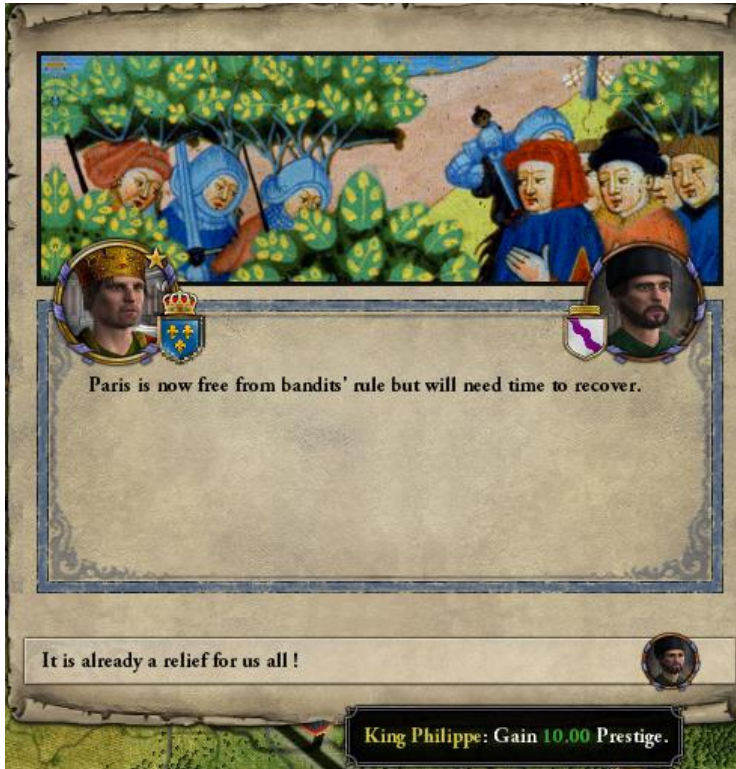 Paris is now free from bandits' rule but will need time to recover.
It is already a relief for us all !
King Philippe: Gain 10.00 Prestige.